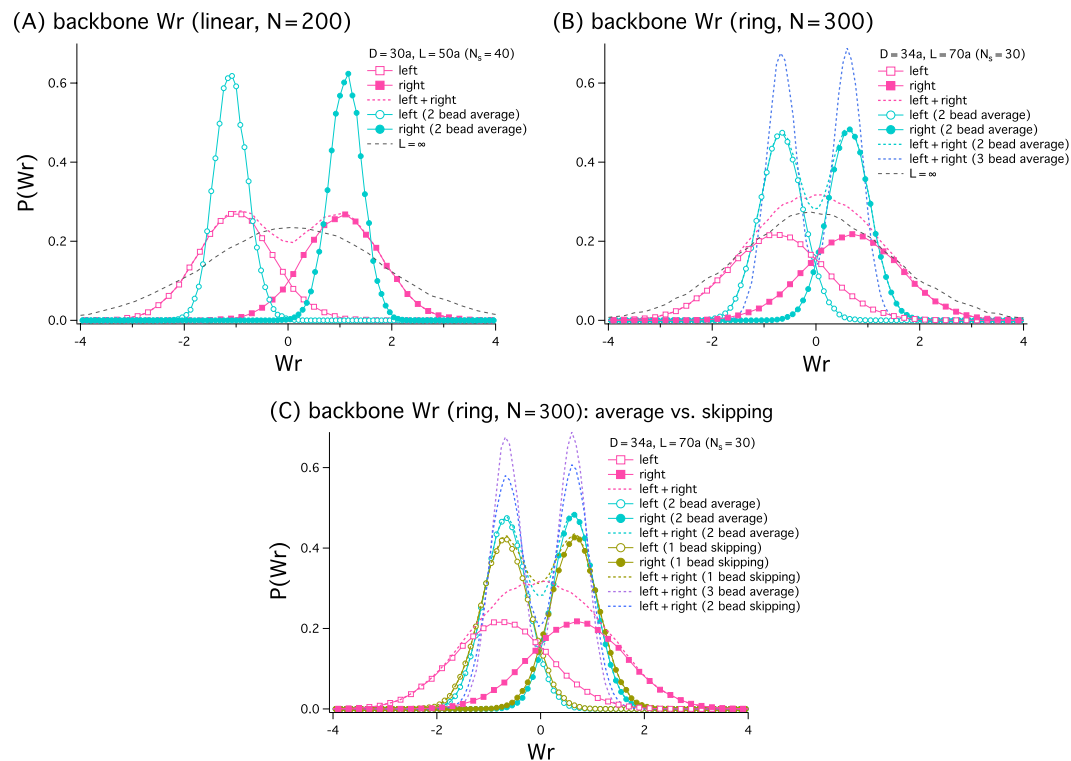 (A) backbone Wr (linear, N=200)
D=30a, L=50a (Ns=40)
left
right
left+right
left (2 bead average)
right (2 bead average)
L=∞
P(Wr)
0.6
0.4
0.2
0.0
-4
-2
0
2
4
Wr
(B) backbone Wr (ring, N=300)
D=34a, L=70a (Ns=30)
left
right
left+right
left (2 bead average)
right (2 bead average)
left+right (2 bead average)
left+right (3 bead average)
L=∞
0.6
0.4
0.2
0.0
-4
-2
0
2
4
Wr
(C) backbone Wr (ring, N=300): average vs. skipping
D=34a, L=70a (Ns=30)
left
right
left+right
left (2 bead average)
right (2 bead average)
left+right (2 bead average)
left (1 bead skipping)
right (1 bead skipping)
left+right (1 bead skipping)
left+right (3 bead average)
left+right (2 bead skipping)
P(Wr)
0.6
0.4
0.2
0.0
-4
-2
0
2
4
Wr